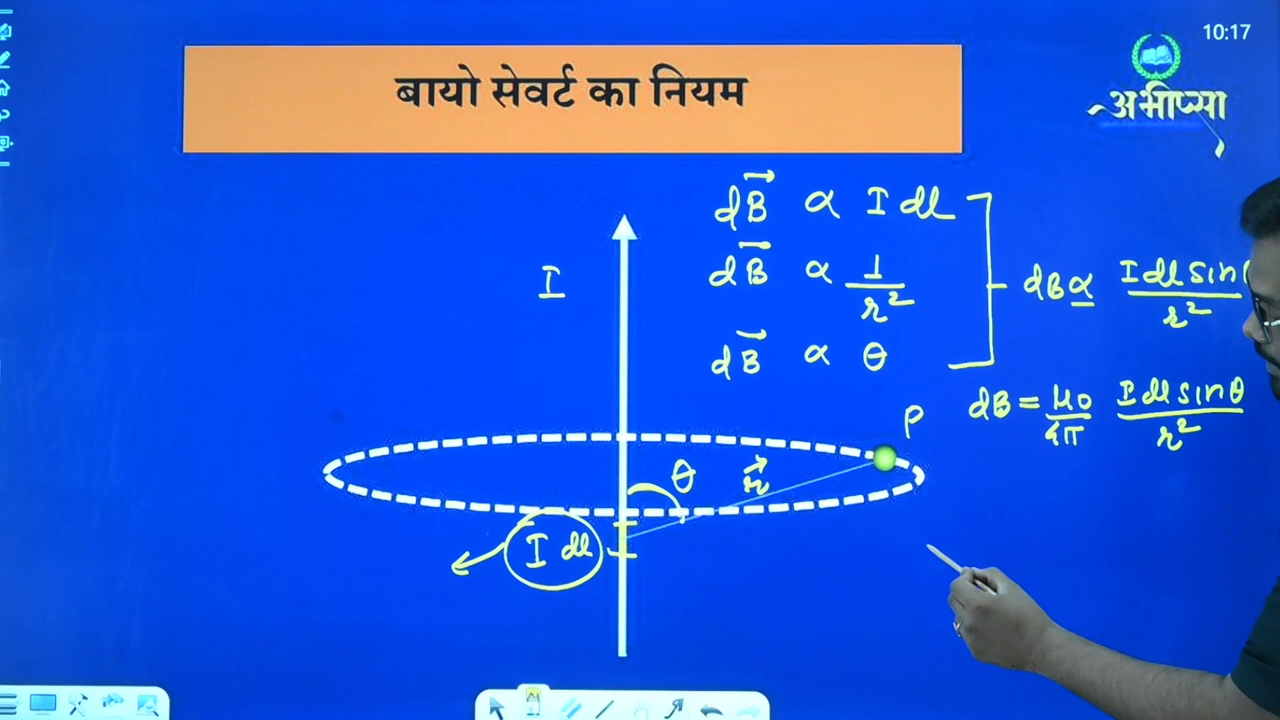 10:17
बायो सेवर्ट का नियम
अभीप्सा
dB⃗ ∝ I dl
dB⃗ ∝ 1/r²
dB⃗ ∝ θ
dB ∝ I dl sinθ/r²
dB = μ0/4π I dl sinθ/r²
I
P
θ
r⃗
I dl